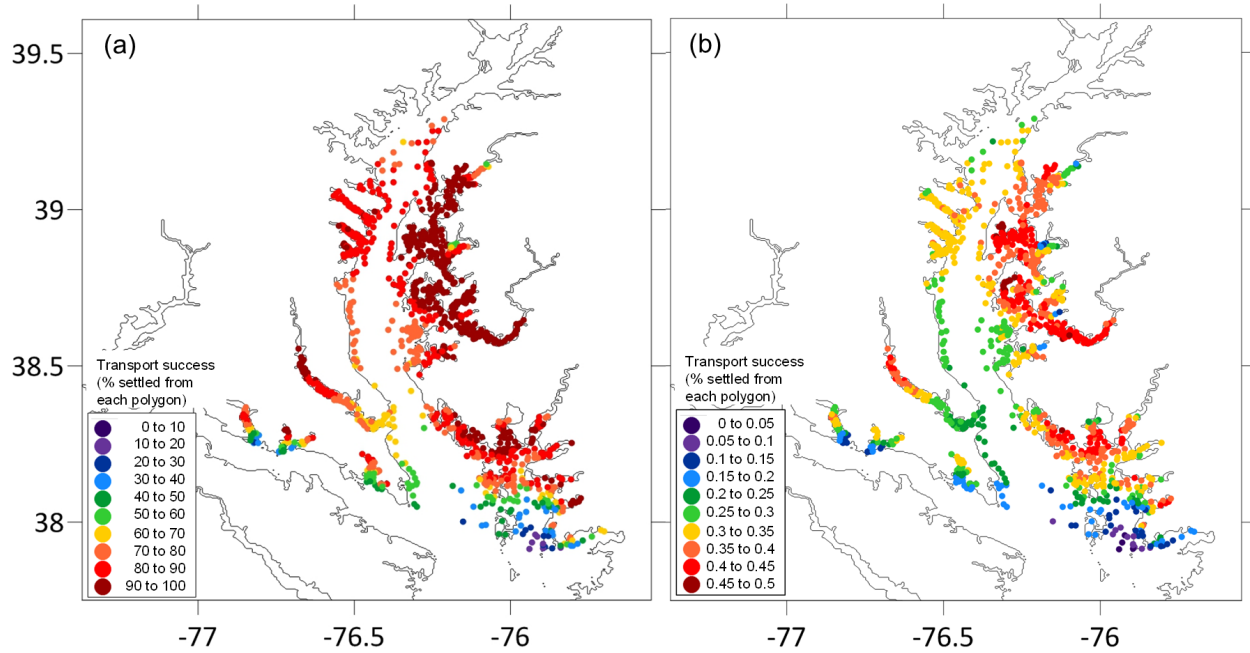 (a)
39.5
39
38.5
38
Transport success
(% settled from
each polygon)
0 to 10
10 to 20
20 to 30
30 to 40
40 to 50
50 to 60
60 to 70
70 to 80
80 to 90
90 to 100
-77
-76.5
-76
(b)
Transport success
(% settled from
each polygon)
0 to 0.05
0.05 to 0.1
0.1 to 0.15
0.15 to 0.2
0.2 to 0.25
0.25 to 0.3
0.3 to 0.35
0.35 to 0.4
0.4 to 0.45
0.45 to 0.5
-77
-76.5
-76